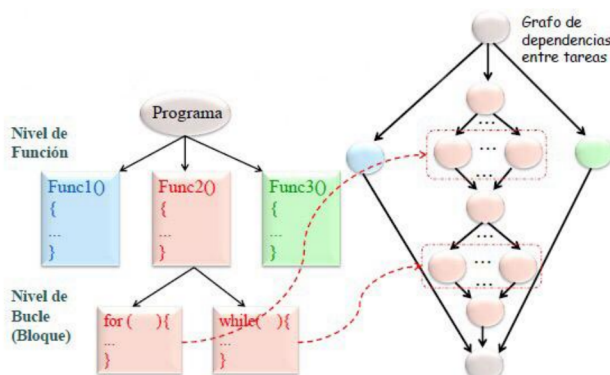 Grafo de
dependencias
entre tareas
Programa
Nivel de
Función
Func1()
{
...
}
Func2()
{
...
}
Func3()
{
...
}
Nivel de
Bucle
(Bloque)
for ( ){
...
}
while( ){
...
}
...
...
...
...
...
...